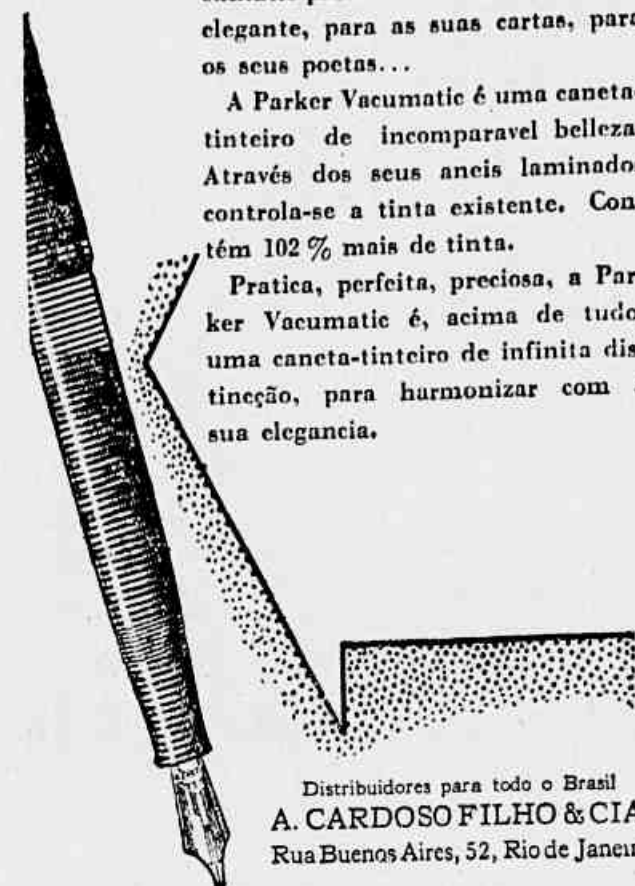 elegante, para as suas cartas, para
os seus poetas...
A Parker Vacumatic é uma caneta-
tinteiro de incomparavel belleza
Através dos seus aneis laminado
controla-se a tinta existente. Con
tém 102 % mais de tinta.
Pratica, perfeita, preciosa, a Par
ker Vacumatic é, acima de tudo
uma caneta-tinteiro de infinita dis
tincção, para harmonizar com
sua elegancia.
Distribuidores para todo o Brasil
A. CARDOSO FILHO & CIA
Rua Buenos Aires, 52, Rio de Janeir